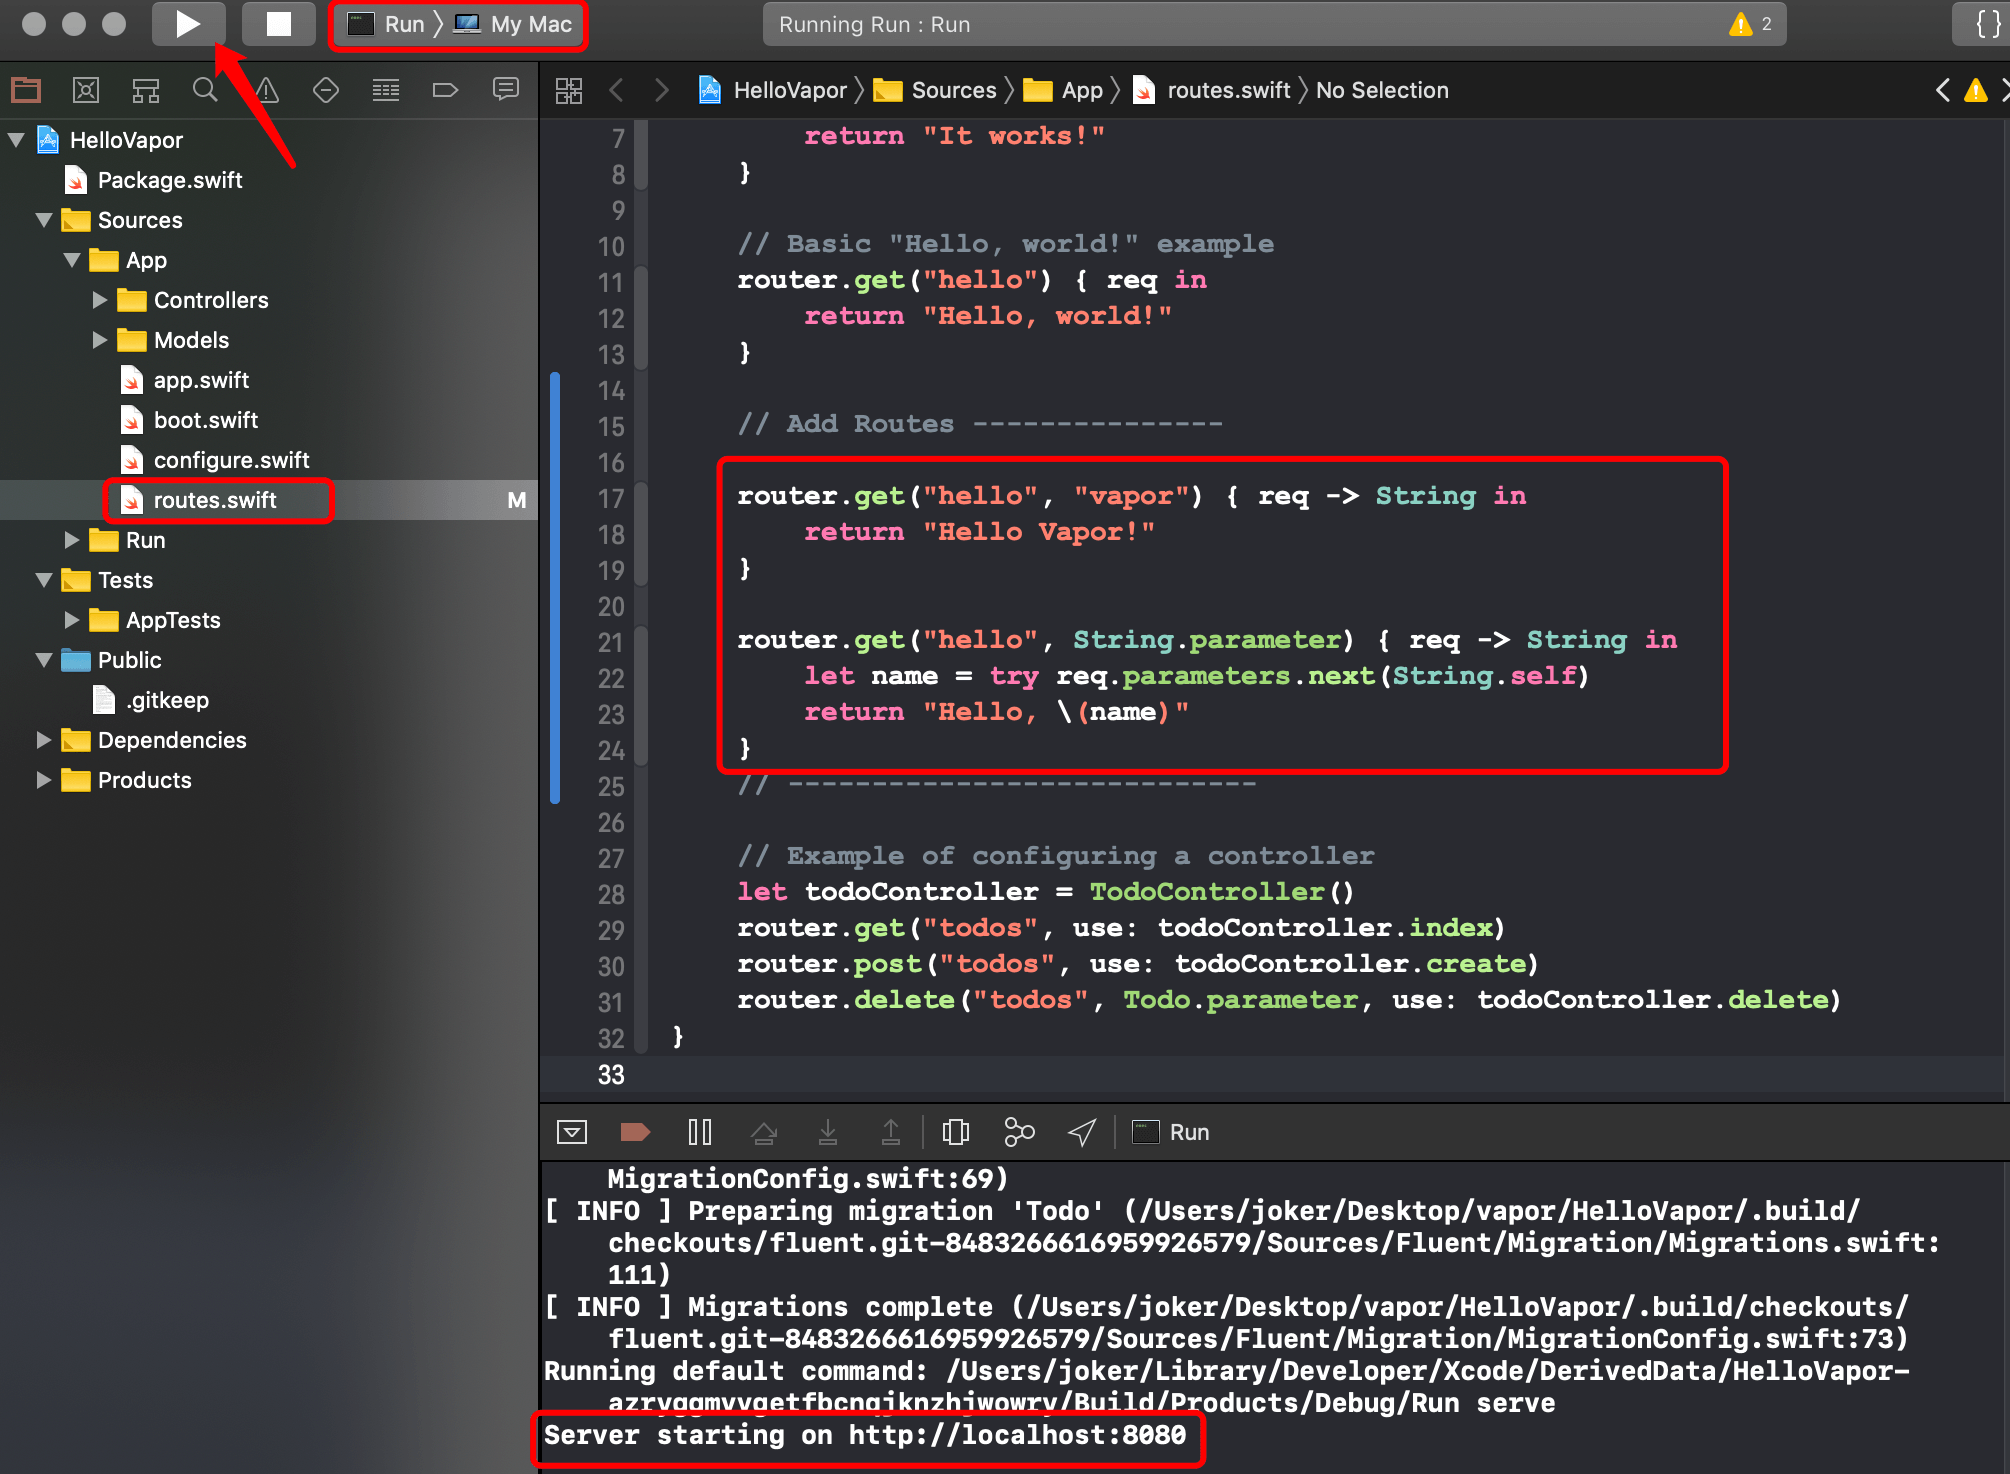 Run 〉 My Mac
Running Run : Run
2
{}
HelloVapor 〉 Sources 〉 App 〉 routes.swift 〉 No Selection
HelloVapor
Package.swift
Sources
App
Controllers
Models
app.swift
boot.swift
configure.swift
routes.swift M
Run
Tests
AppTests
Public
.gitkeep
Dependencies
Products
7 return "It works!"
8 }
9
10 // Basic "Hello, world!" example
11 router.get("hello") { req in
12 return "Hello, world!"
13 }
14
15 // Add Routes ---------------
16
17 router.get("hello", "vapor") { req -> String in
18 return "Hello Vapor!"
19 }
20
21 router.get("hello", String.parameter) { req -> String in
22 let name = try req.parameters.next(String.self)
23 return "Hello, \(name)"
24 }
25 // ----------------------------
26
27 // Example of configuring a controller
28 let todoController = TodoController()
29 router.get("todos", use: todoController.index)
30 router.post("todos", use: todoController.create)
31 router.delete("todos", Todo.parameter, use: todoController.delete)
32 }
33
Run
MigrationConfig.swift:69)
[ INFO ] Preparing migration 'Todo' (/Users/joker/Desktop/vapor/HelloVapor/.build/
checkouts/fluent.git-8483266616959926579/Sources/Fluent/Migration/Migrations.swift:
111)
[ INFO ] Migrations complete (/Users/joker/Desktop/vapor/HelloVapor/.build/checkouts/
fluent.git-8483266616959926579/Sources/Fluent/Migration/MigrationConfig.swift:73)
Running default command: /Users/joker/Library/Developer/Xcode/DerivedData/HelloVapor-
/Build/Products/Debug/Run serve
Server starting on http://localhost:8080